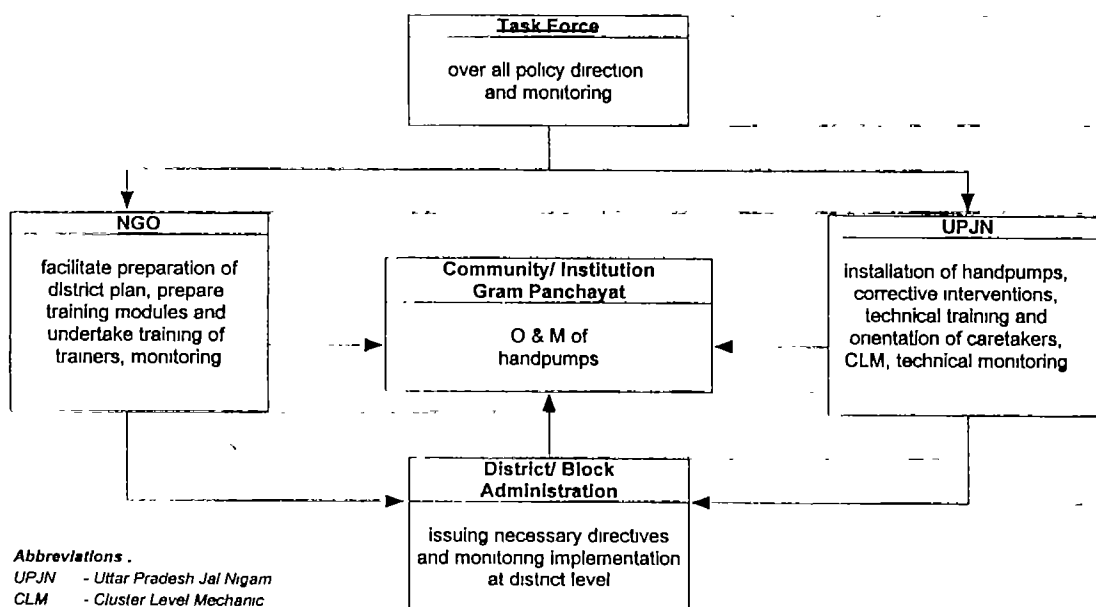 Task Force
over all policy direction
and monitoring
NGO
facilitate preparation of
district plan, prepare
training modules and
undertake training of
trainers, monitoring
Community/ Institution
Gram Panchayat
O & M of
handpumps
UPJN
installation of handpumps,
corrective interventions,
technical training and
orientation of caretakers,
CLM, technical monitoring
District/ Block
Administration
issuing necessary directives
and monitoring implementation
at district level
Abbreviations .
UPJN - Uttar Pradesh Jal Nigam
CLM - Cluster Level Mechanic